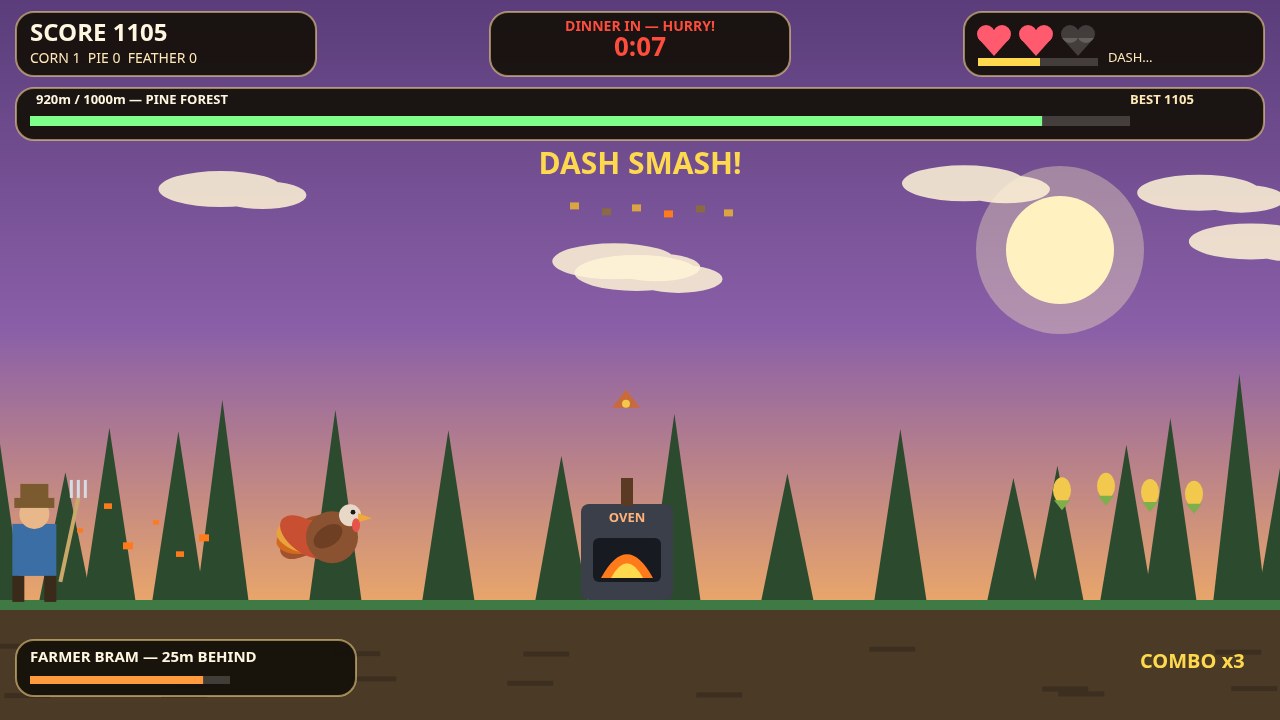 SCORE 1105
CORN 1 PIE 0 FEATHER 0
DINNER IN — HURRY!
0:07
DASH...
920m / 1000m — PINE FOREST
BEST 1105
DASH SMASH!
OVEN
FARMER BRAM — 25m BEHIND
COMBO x3